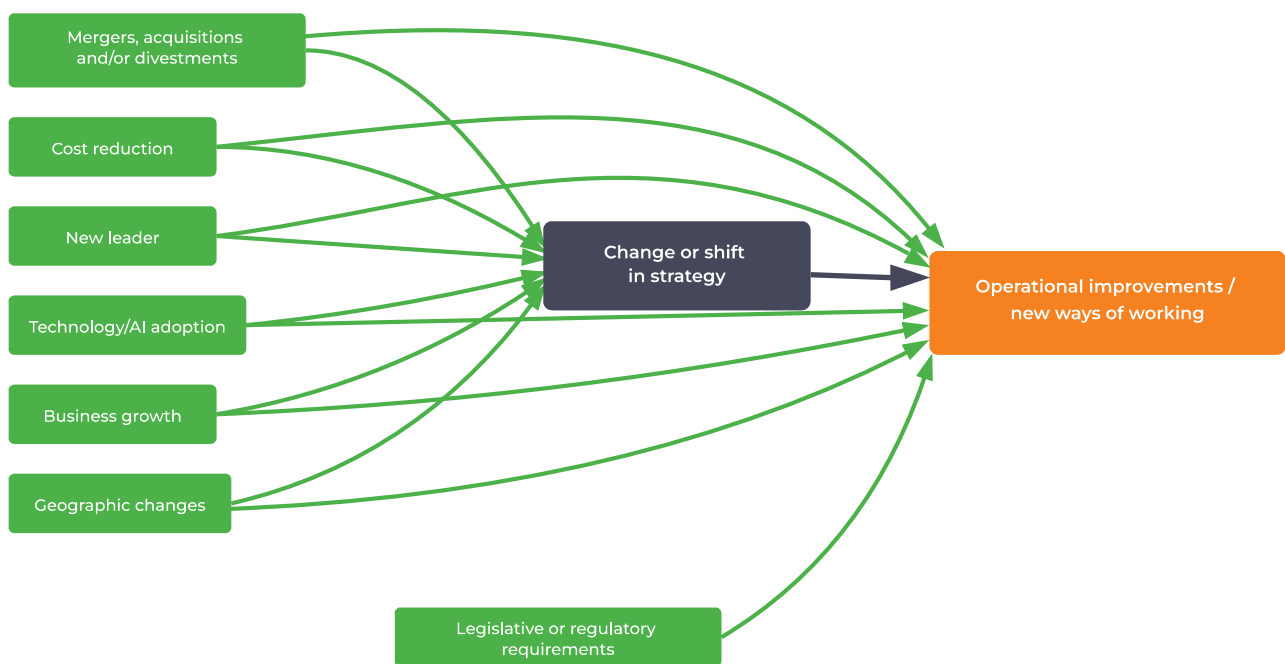 Mergers, acquisitions
and/or divestments
Cost reduction
New leader
Change or shift
in strategy
Operational improvements /
new ways of working
Technology/AI adoption
Business growth
Geographic changes
Legislative or regulatory
requirements